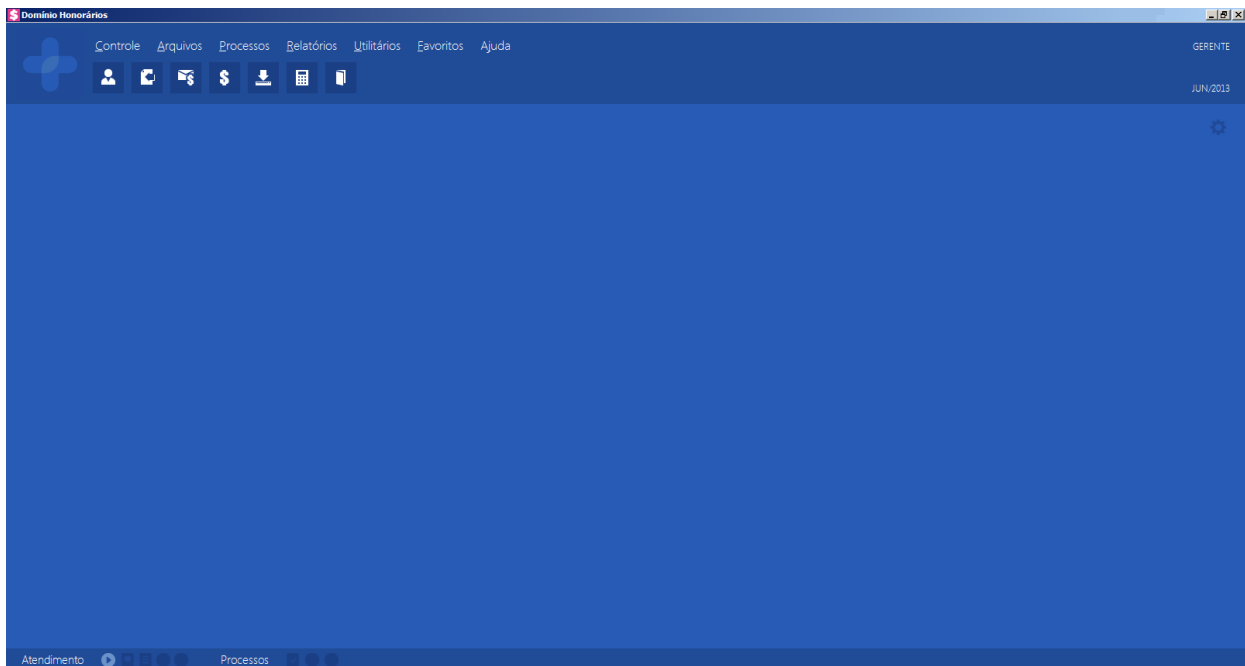 Domínio Honorários
Controle Arquivos Processos Relatórios Utilitários Favoritos Ajuda
GERENTE
JUN/2013
Atendimento Processos